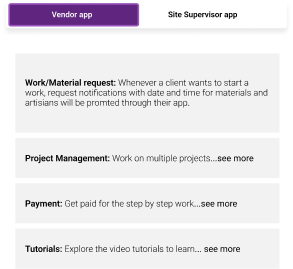 Vendor app
Site Supervisor app
Work/Material request: Whenever a client wants to start a
work, request notifications with date and time for materials and
artisians will be promted through their app.
Project Management: Work on multiple projects...see more
Payment: Get paid for the step by step work...see more
Tutorials: Explore the video tutorials to learn... see more